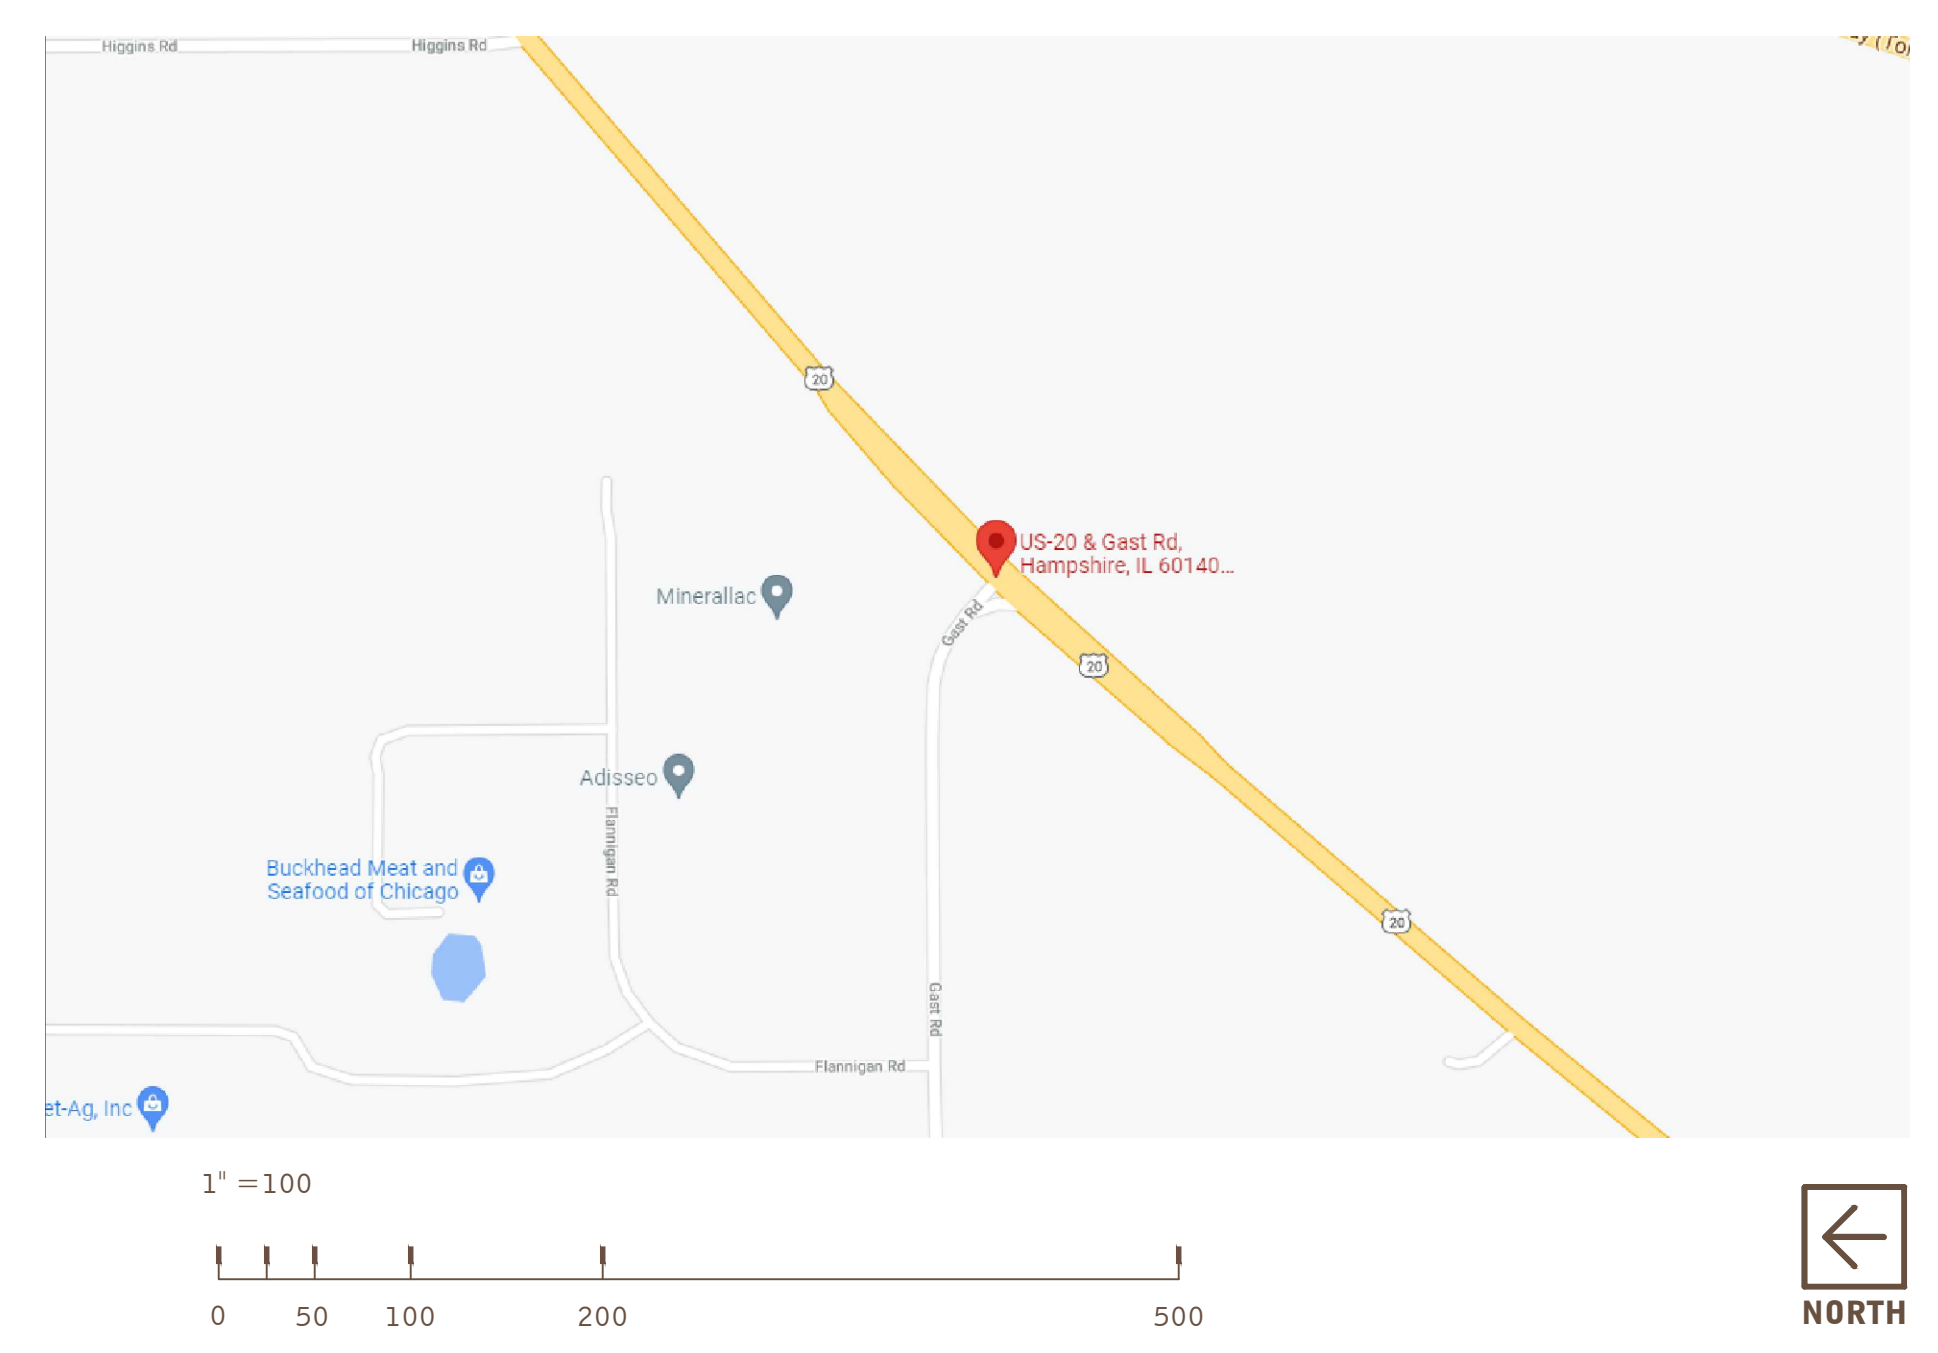 Higgins Rd
Higgins Rd
20
US-20 & Gast Rd,
Hampshire, IL 60140...
Minerallac
Gast Rd
20
Adisseo
Flannigan Rd
Buckhead Meat and
Seafood of Chicago
20
Gast Rd
Flannigan Rd
et-Ag, Inc
1" =100
0 50 100 200 500
NORTH